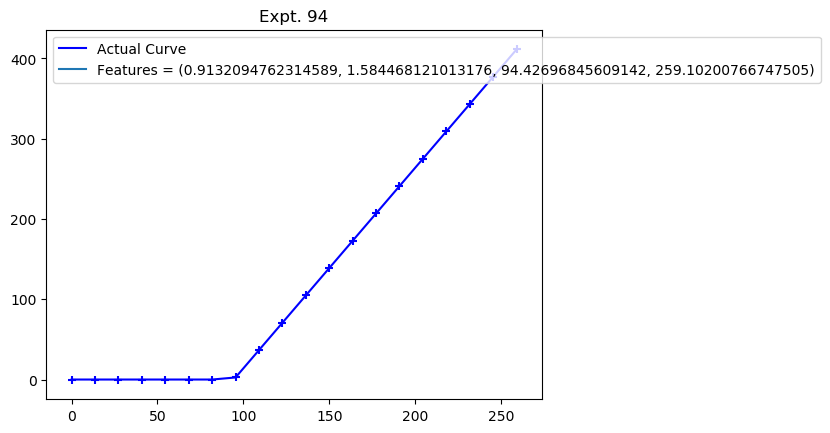 Expt. 94
Actual Curve
Features = (0.9132094762314589, 1.584468121013176, 94.42696845609142, 259.10200766747505)
400
300
200
100
0
0 50 100 150 200 250